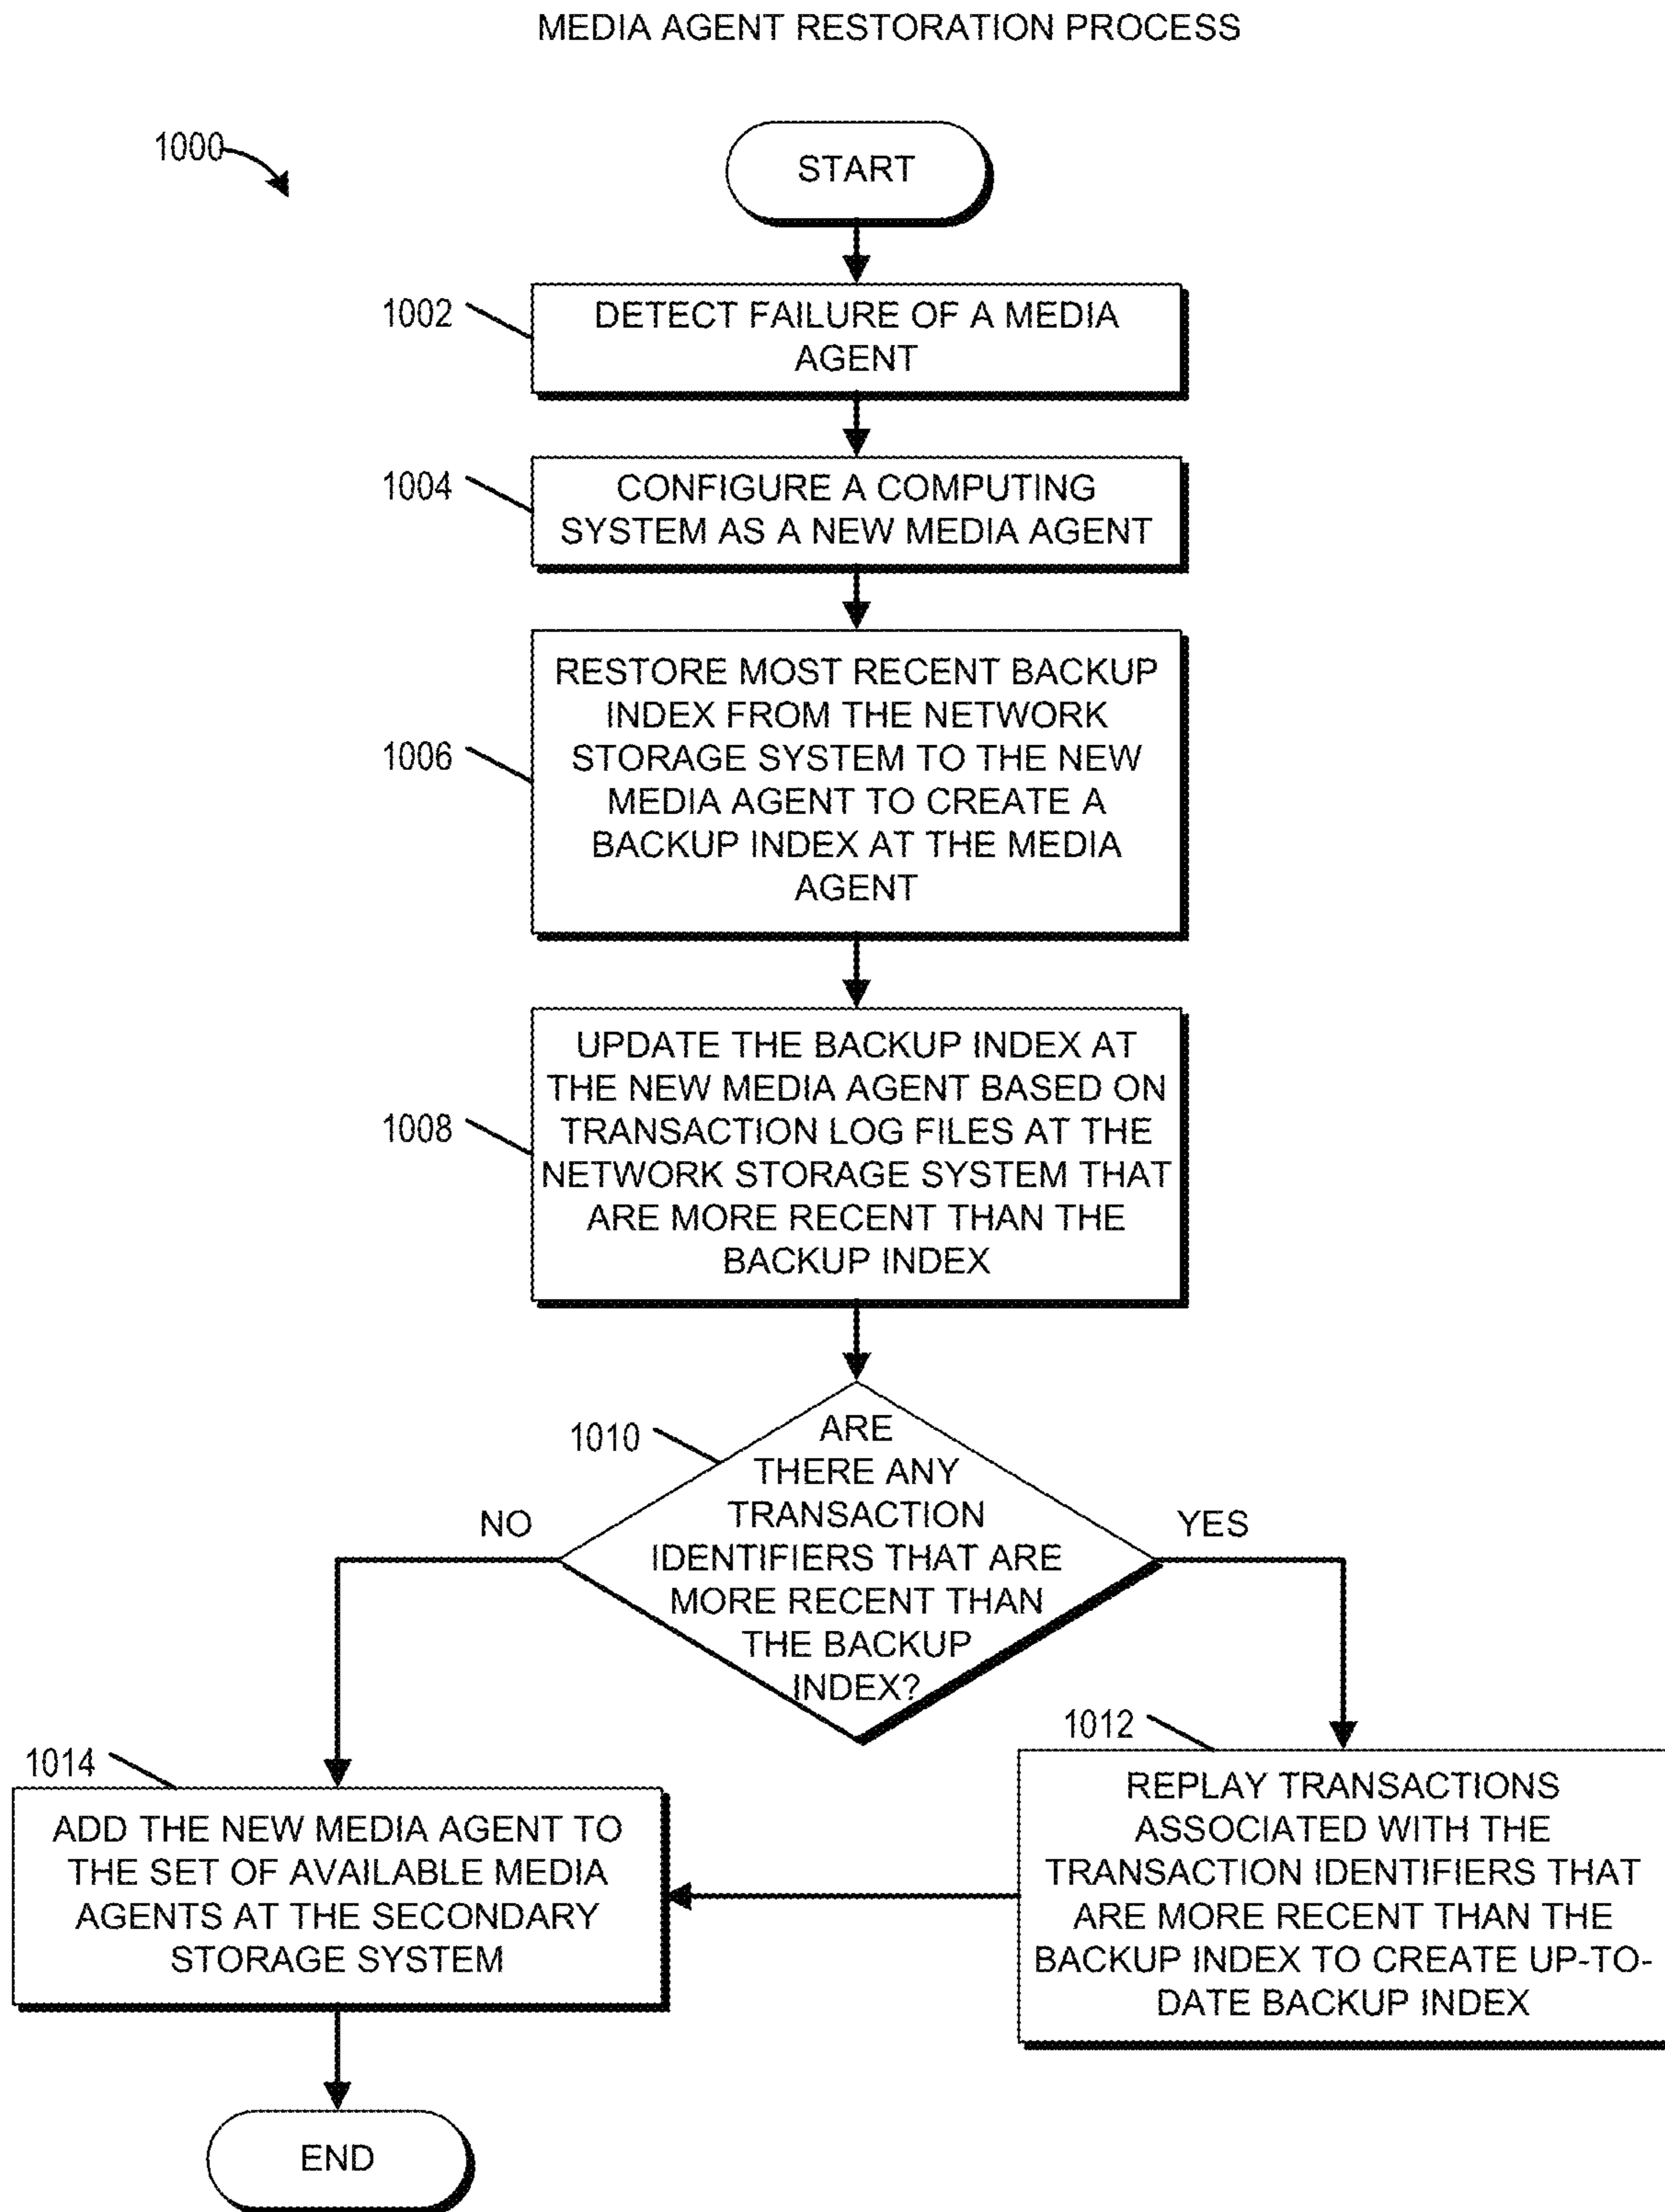 MEDIA AGENT RESTORATION PROCESS
1000
START
1002
DETECT FAILURE OF A MEDIA
AGENT
1004
CONFIGURE A COMPUTING
SYSTEM AS A NEW MEDIA AGENT
1006
RESTORE MOST RECENT BACKUP
INDEX FROM THE NETWORK
STORAGE SYSTEM TO THE NEW
MEDIA AGENT TO CREATE A
BACKUP INDEX AT THE MEDIA
AGENT
1008
UPDATE THE BACKUP INDEX AT
THE NEW MEDIA AGENT BASED ON
TRANSACTION LOG FILES AT THE
NETWORK STORAGE SYSTEM THAT
ARE MORE RECENT THAN THE
BACKUP INDEX
1010
ARE
THERE ANY
TRANSACTION
IDENTIFIERS THAT ARE
MORE RECENT THAN
THE BACKUP
INDEX?
NO
YES
1014
ADD THE NEW MEDIA AGENT TO
THE SET OF AVAILABLE MEDIA
AGENTS AT THE SECONDARY
STORAGE SYSTEM
1012
REPLAY TRANSACTIONS
ASSOCIATED WITH THE
TRANSACTION IDENTIFIERS THAT
ARE MORE RECENT THAN THE
BACKUP INDEX TO CREATE UP-TO-
DATE BACKUP INDEX
END